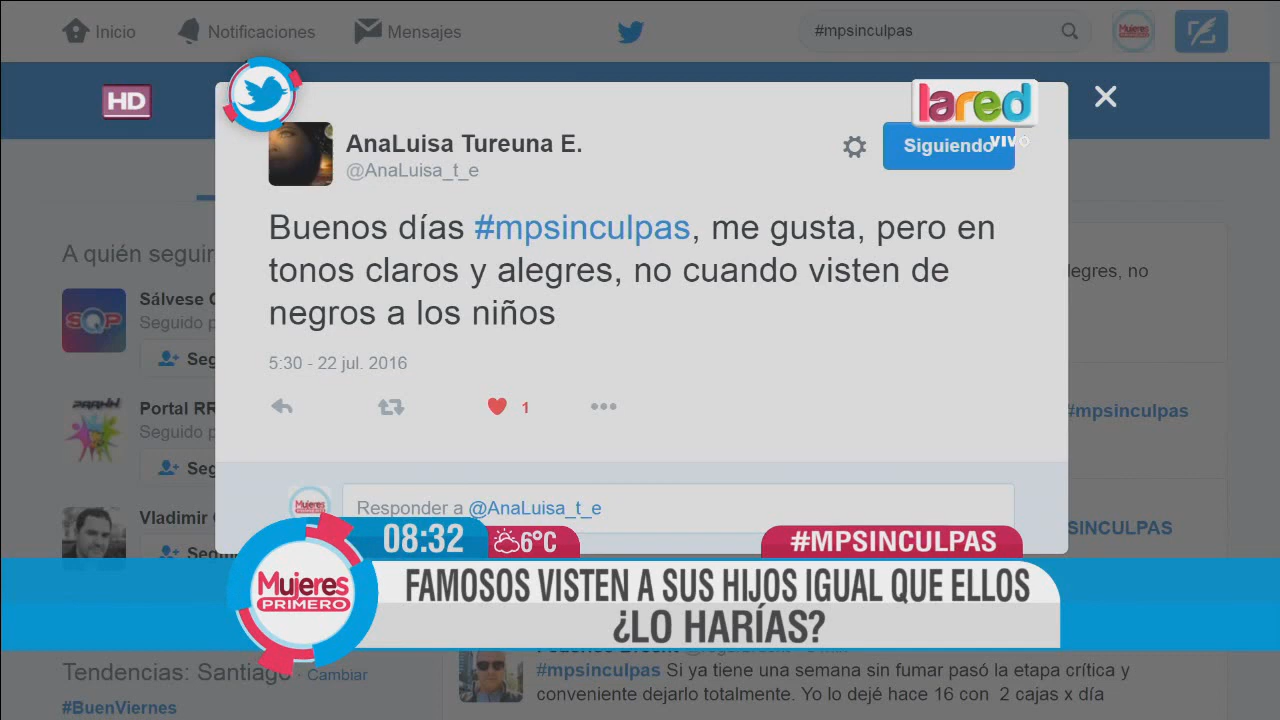 Inicio
Notificaciones
Mensajes
#mpsinculpas
Mujeres
HD
lared
VIVO
AnaLuisa Tureuna E.
@AnaLuisa_t_e
Siguiendo
Buenos días #mpsinculpas, me gusta, pero en
tonos claros y alegres, no cuando visten de
negros a los niños
5:30 - 22 jul. 2016
1
Responder a @AnaLuisa_t_e
A quién seguir
SQP
Sálvese
Seguido
Seg
Portal RR
Seguido
Seg
Vladimir
alegres, no
#mpsinculpas
SINCULPAS
08:32
6°C
#MPSINCULPAS
Mujeres
PRIMERO
FAMOSOS VISTEN A SUS HIJOS IGUAL QUE ELLOS
¿LO HARÍAS?
Tendencias: Santiago · Cambiar
#BuenViernes
#mpsinculpas Si ya tiene una semana sin fumar pasó la etapa crítica y
conveniente dejarlo totalmente. Yo lo dejé hace 16 con 2 cajas x día